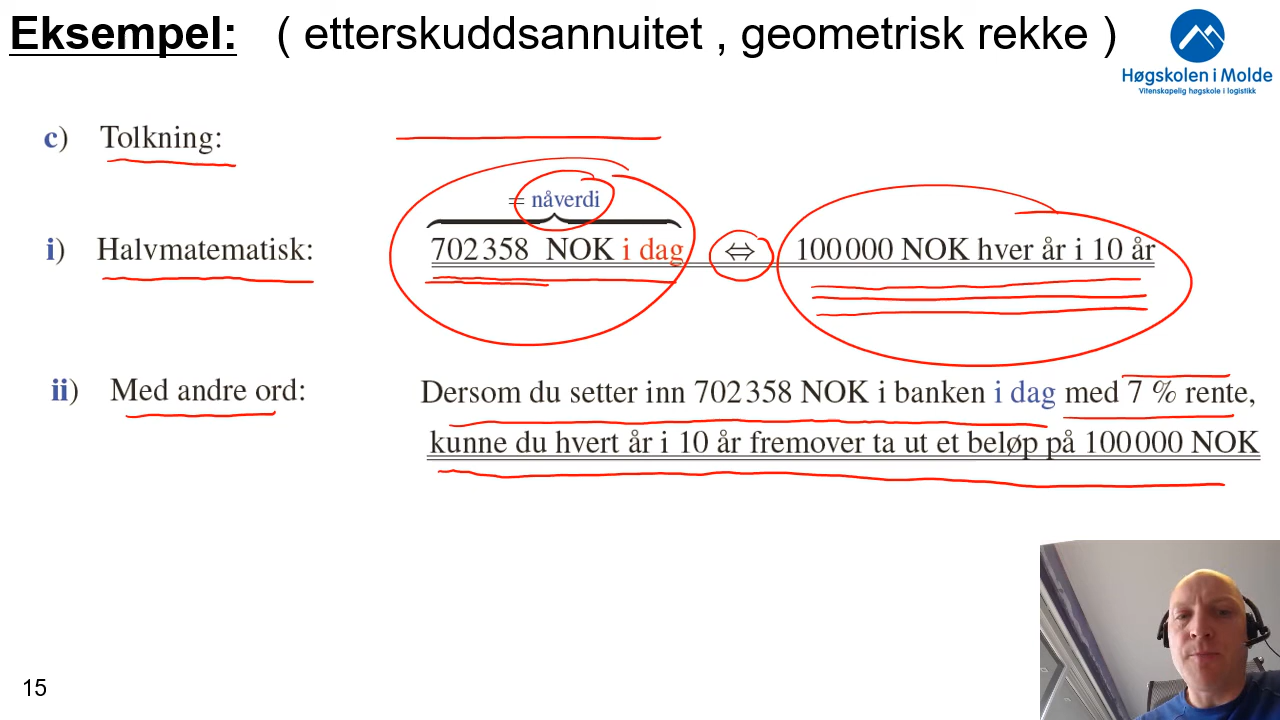 Eksempel: ( etterskuddsannuitet , geometrisk rekke )
Høgskolen i Molde
Vitenskapelig høgskole i logistikk
c) Tolkning:
= nåverdi
i) Halvmatematisk: 702 358 NOK i dag ⇔ 100 000 NOK hver år i 10 år
ii) Med andre ord: Dersom du setter inn 702 358 NOK i banken i dag med 7 % rente,
kunne du hvert år i 10 år fremover ta ut et beløp på 100 000 NOK
15